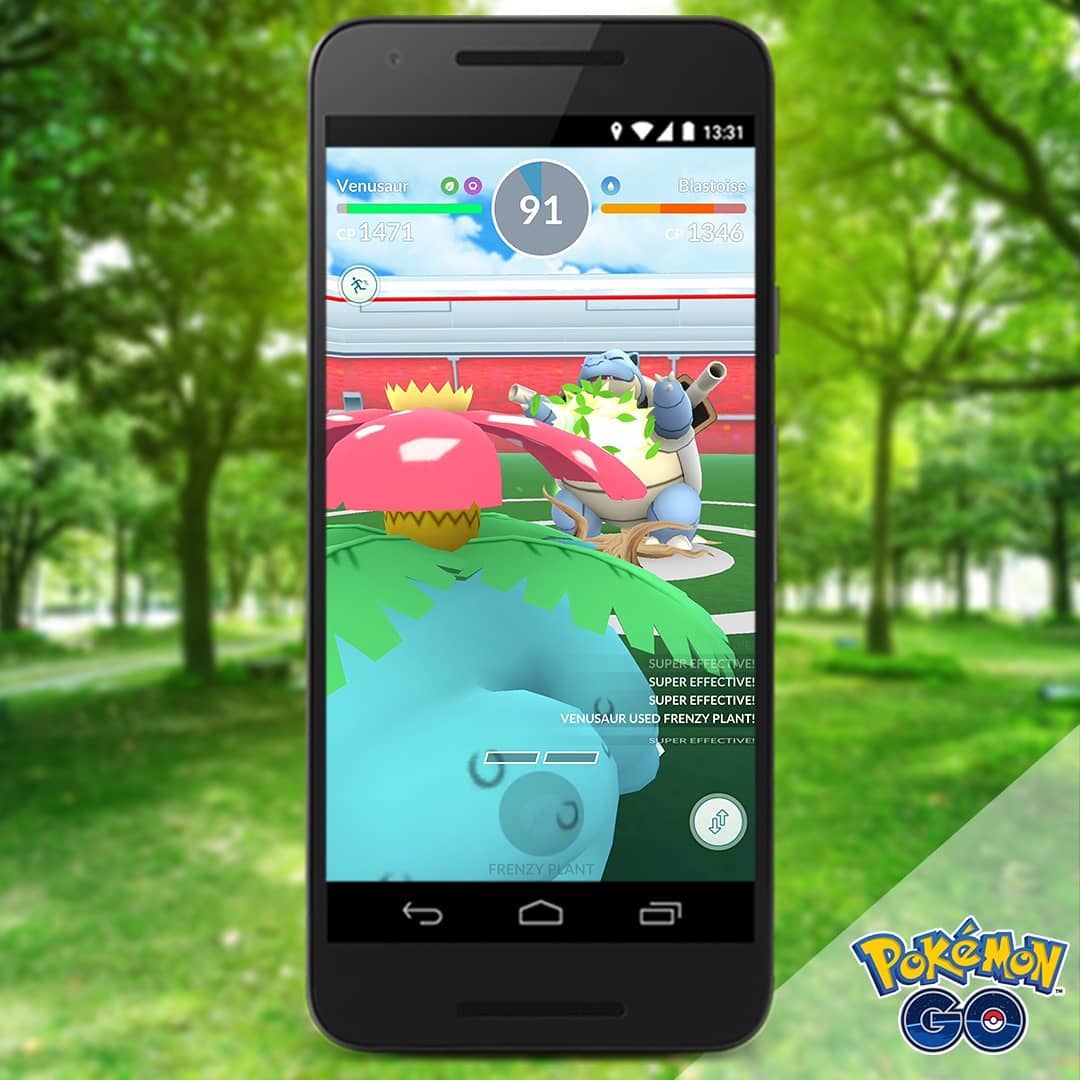 13:31
Venusaur
91
Blastoise
CP 1471
CP 1346
SUPER EFFECTIVE!
SUPER EFFECTIVE!
SUPER EFFECTIVE!
VENUSAUR USED FRENZY PLANT!
SUPER EFFECTIVE!
FRENZY PLANT
POKÉMON
GO